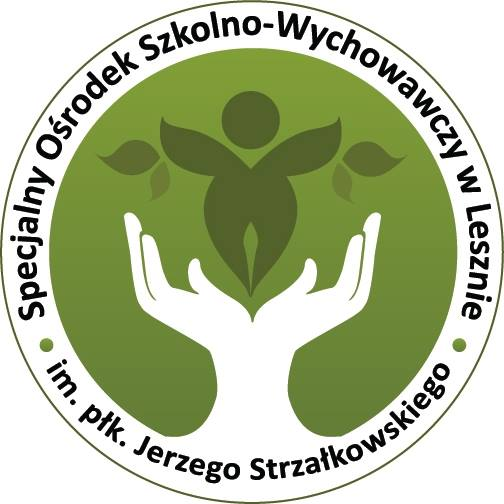 Specjalny Ośrodek Szkolno-Wychowawczy w Lesznie
im. płk. Jerzego Strzałkowskiego